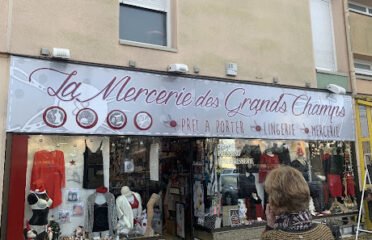 La Mercerie des Grands Champs
PRÊT A PORTER LINGERIE MERCERIE